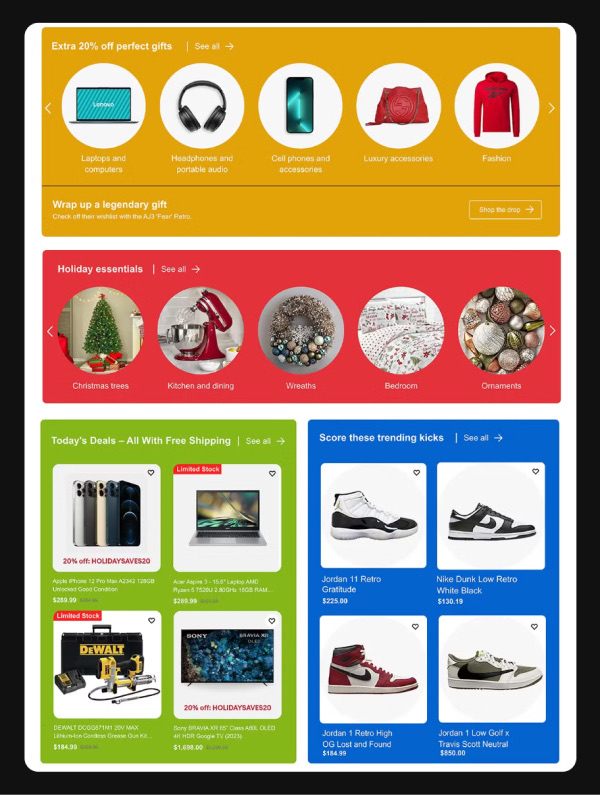 Extra 20% off perfect gifts | See all →
Lenovo
Laptops and
computers
Headphones and
portable audio
Cell phones and
accessories
Luxury accessories
Fashion
Wrap up a legendary gift
Check off their wishlist with the AJ3 'Fear' Retro.
Shop the drop →
Holiday essentials | See all →
Christmas trees
Kitchen and dining
Wreaths
Bedroom
Ornaments
Today's Deals – All With Free Shipping | See all →
20% off: HOLIDAYSAVES20
Apple iPhone 12 Pro Max A2342 128GB
Unlocked Good Condition
$289.99
Limited Stock
Acer Aspire 3 - 15.6" Laptop AMD
Ryzen 5 7520U 2.80GHz 16GB RAM...
$289.99
Limited Stock
DEWALT
DEWALT DCGG571M1 20V MAX
Lithium-Ion Cordless Grease Gun Kit...
$184.99
SONY
BRAVIA XR
OLED
20% off: HOLIDAYSAVES20
Sony BRAVIA XR 65" Class A80L OLED
4K HDR Google TV (2023)
$1,698.00
Score these trending kicks | See all →
Jordan 11 Retro
Gratitude
$225.00
Nike Dunk Low Retro
White Black
$130.19
Jordan 1 Retro High
OG Lost and Found
$184.99
Jordan 1 Low Golf x
Travis Scott Neutral
$850.00